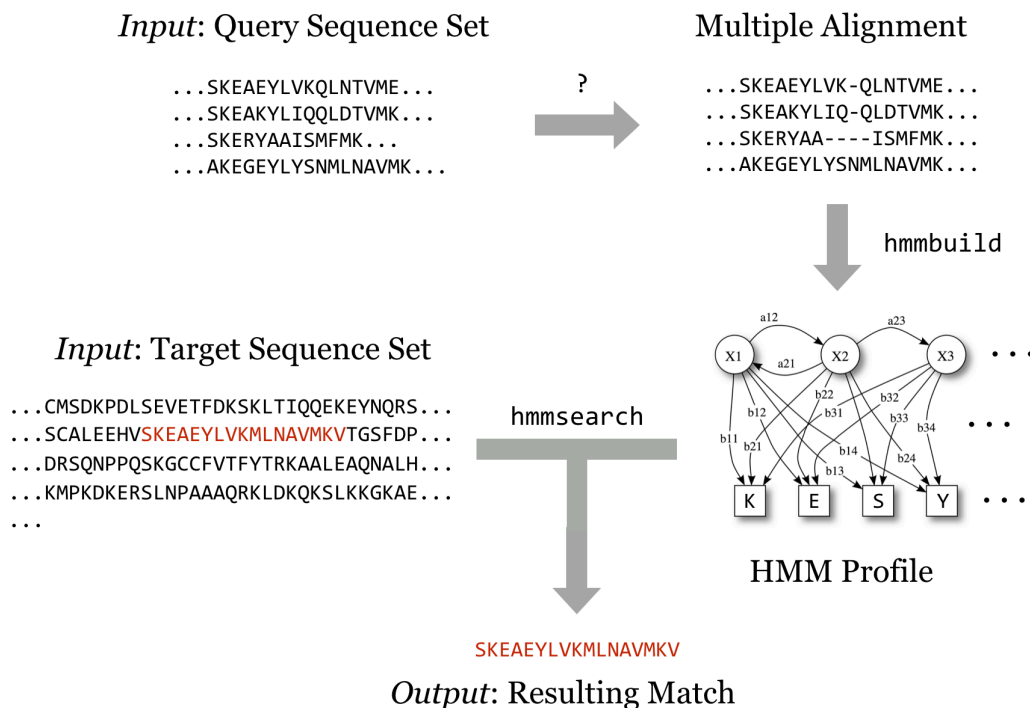 Input: Query Sequence Set
Multiple Alignment
...SKEAEYLVKQLNTVME...
...SKEAKYLIQQLDTVMK...
...SKERYAAISMFMK...
...AKEGEYLYSNMLNAVMK...
?
...SKEAEYLVK-QLNTVME...
...SKEAKYLIQ-QLDTVMK...
...SKERYAA----ISMFMK...
...AKEGEYLYSNMLNAVMK...
hmmbuild
Input: Target Sequence Set
...CMSDKPDLSEVETFDKSKLTIQQEKEYNQRS...
...SCALEEHVSKEAEYLVKMLNAVMKVTGSFDP...
...DRSQNPPQSKGCCFVTFYTRKAALEAQNALH...
...KMPKDKERSLNPAAAQRKLDKQKSLKKGKAE...
...
hmmsearch
a12
a23
X1
a21
X2
X3
...
b12
b22
b31
b32
b11
b21
b14
b33
b34
...
b13
b24
K
E
S
Y
...
HMM Profile
SKEAEYLVKMLNAVMKV
Output: Resulting Match